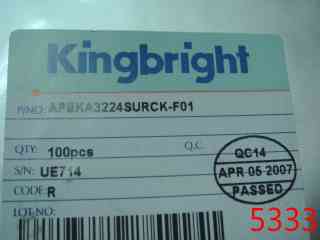 Kingbright
P/NO: APBKA3224SURCK-F01
QTY: 100pcs Q.C.
S/N: UE714
CODE: R
LOT NO:
QC14
APR 05 2007
PASSED
5333